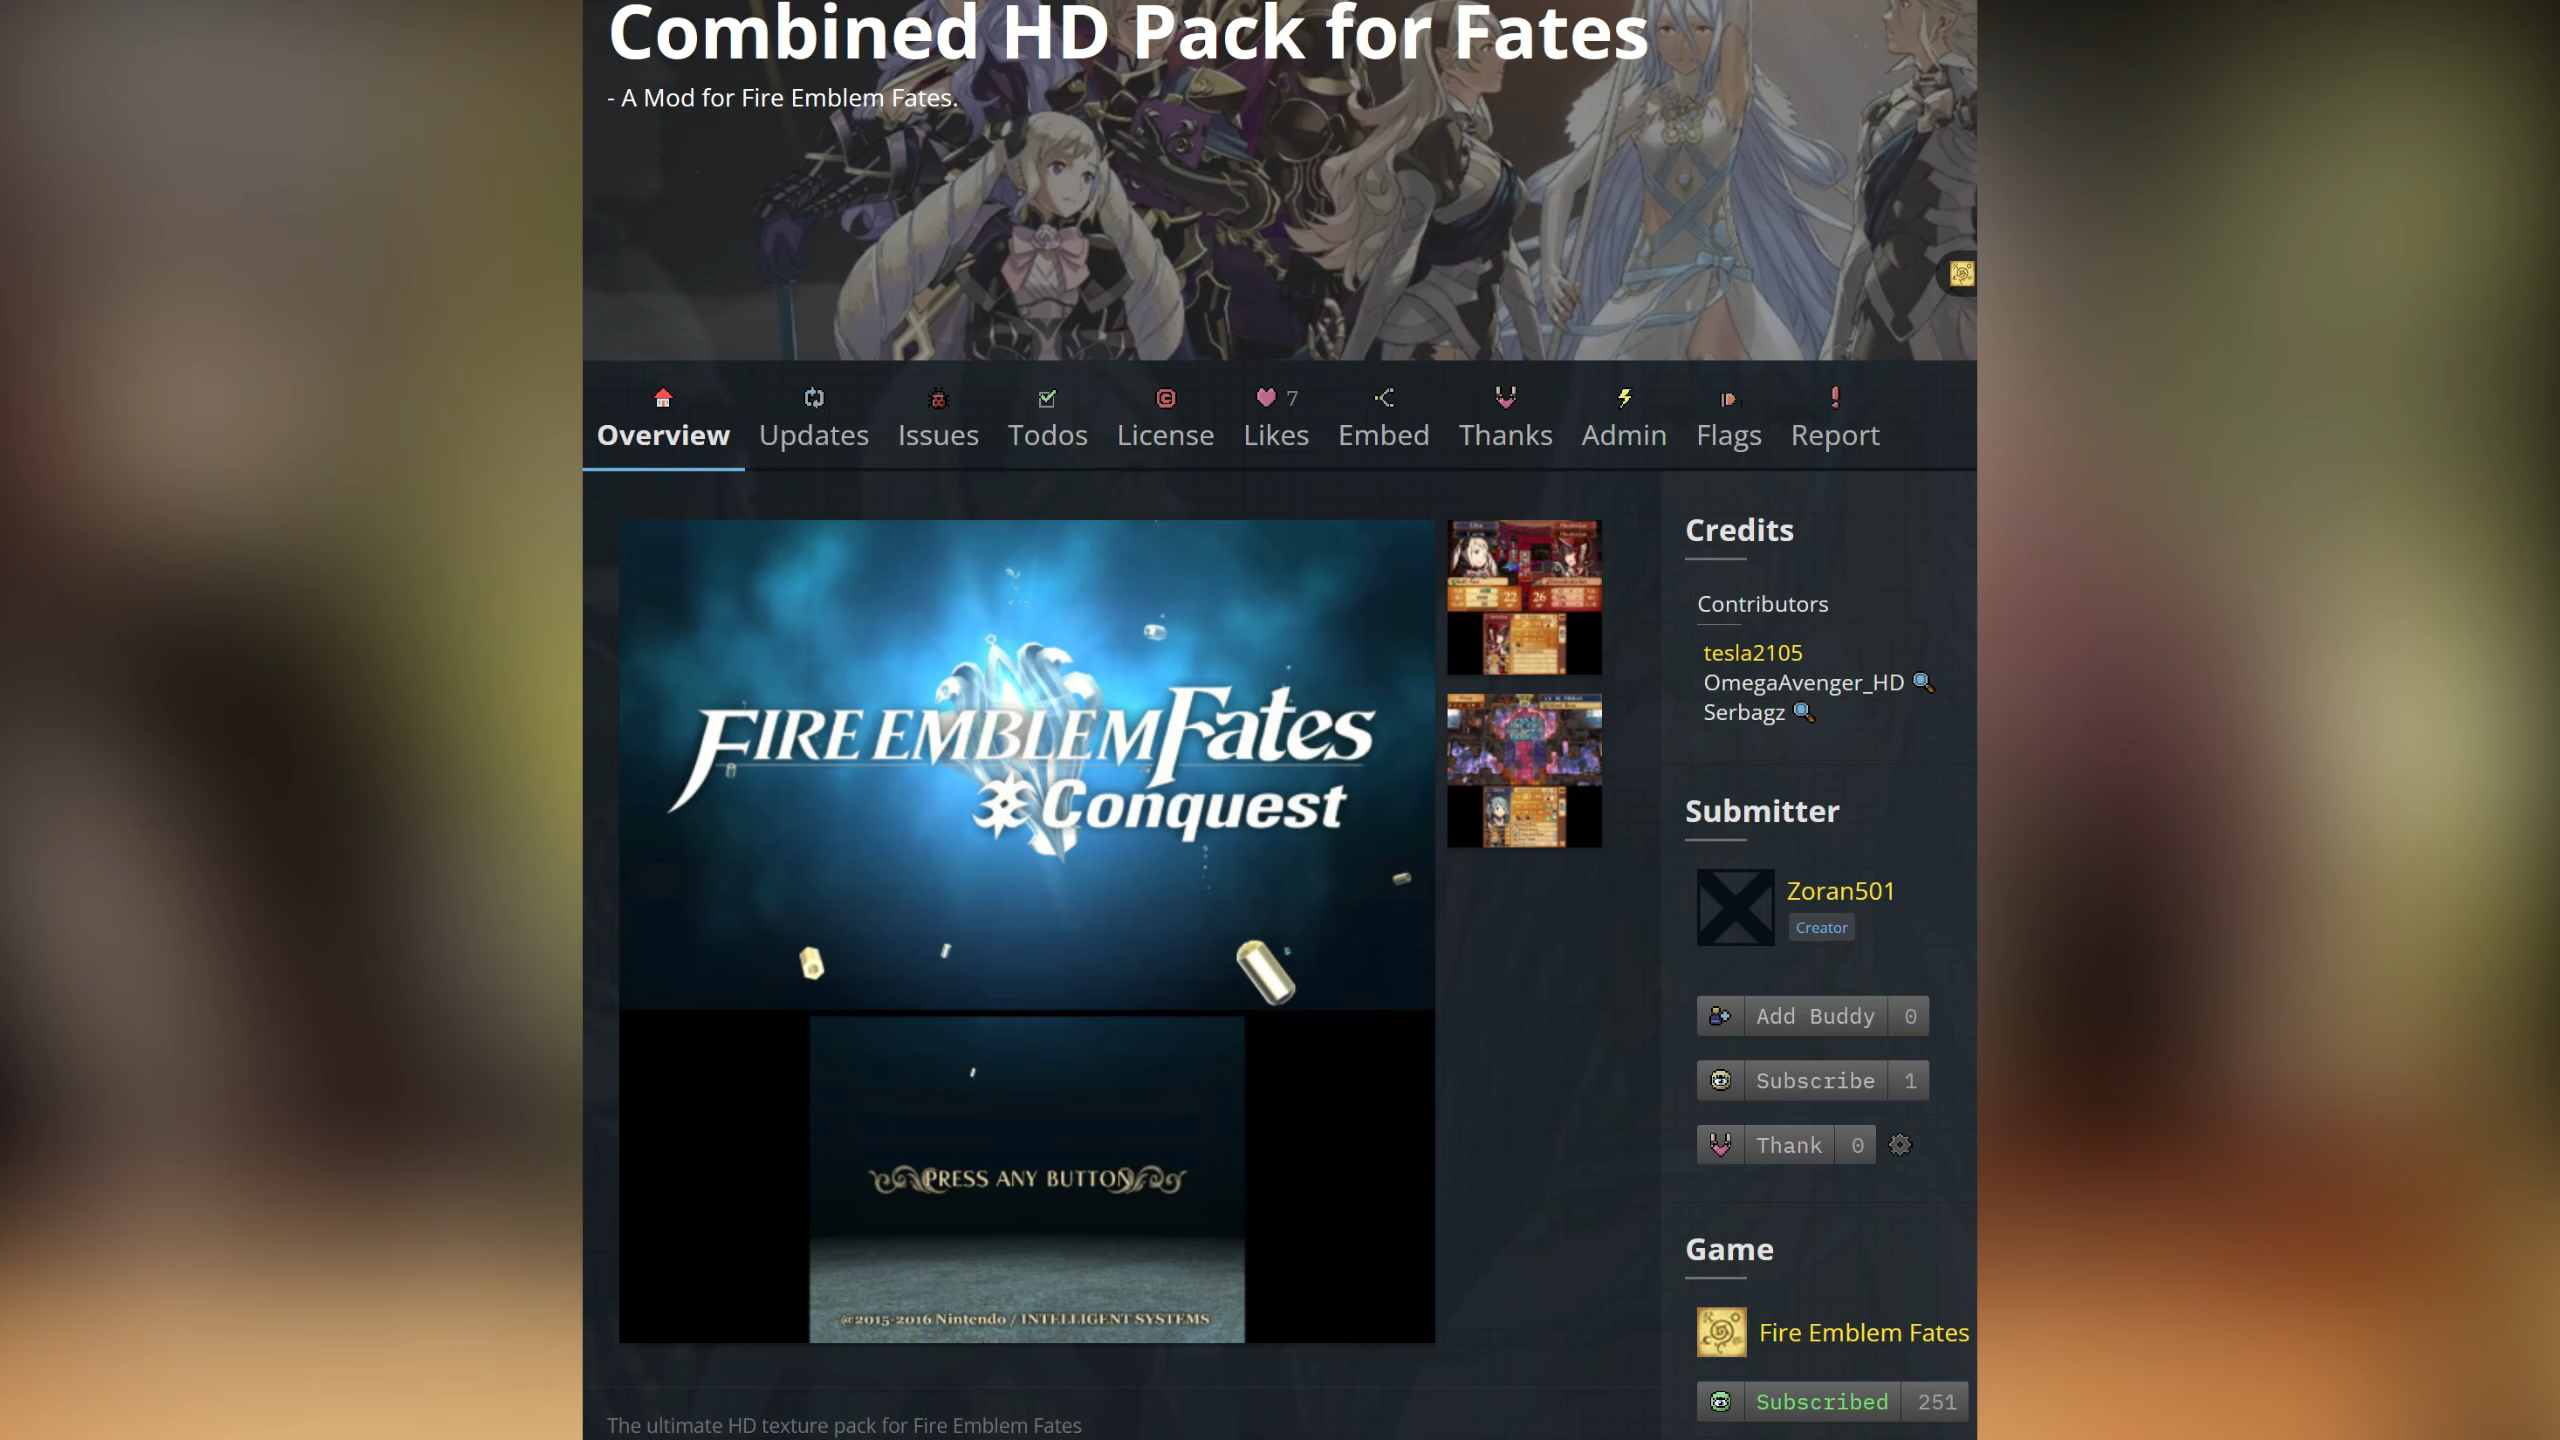 Combined HD Pack for Fates
- A Mod for Fire Emblem Fates.
7
Overview
Updates
Issues
Todos
License
Likes
Embed
Thanks
Admin
Flags
Report
FIRE EMBLEM Fates
Conquest
PRESS ANY BUTTON
@2015-2016 Nintendo / INTELLIGENT SYSTEMS
22
26
Credits
Contributors
tesla2105
OmegaAvenger_HD
Serbagz
Submitter
Zoran501
Creator
Add Buddy 0
Subscribe 1
Thank 0
Game
Fire Emblem Fates
Subscribed 251
The ultimate HD texture pack for Fire Emblem Fates